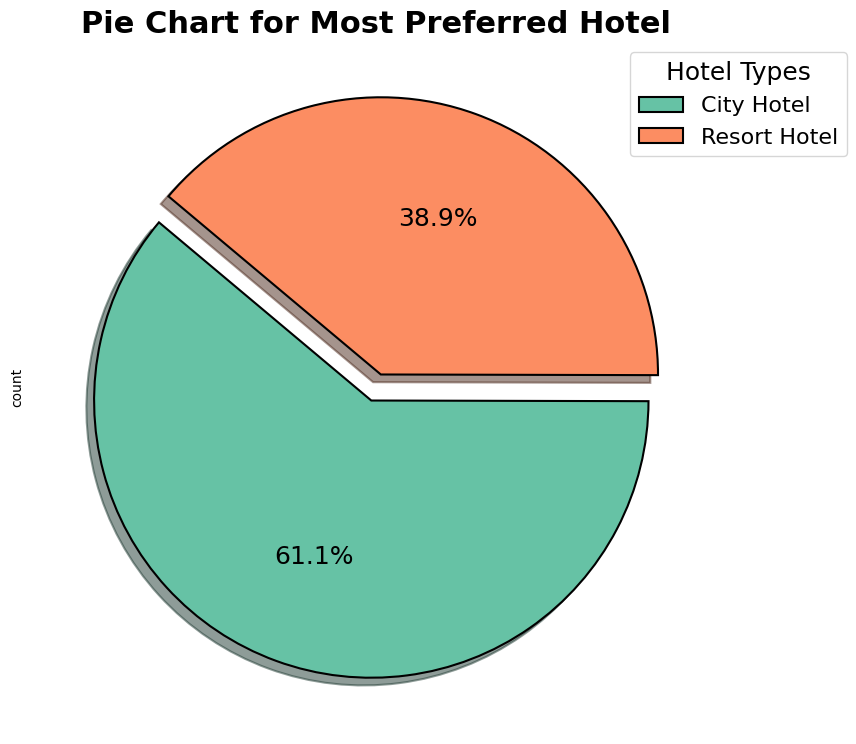 Pie Chart for Most Preferred Hotel
Hotel Types
City Hotel
Resort Hotel
38.9%
count
61.1%